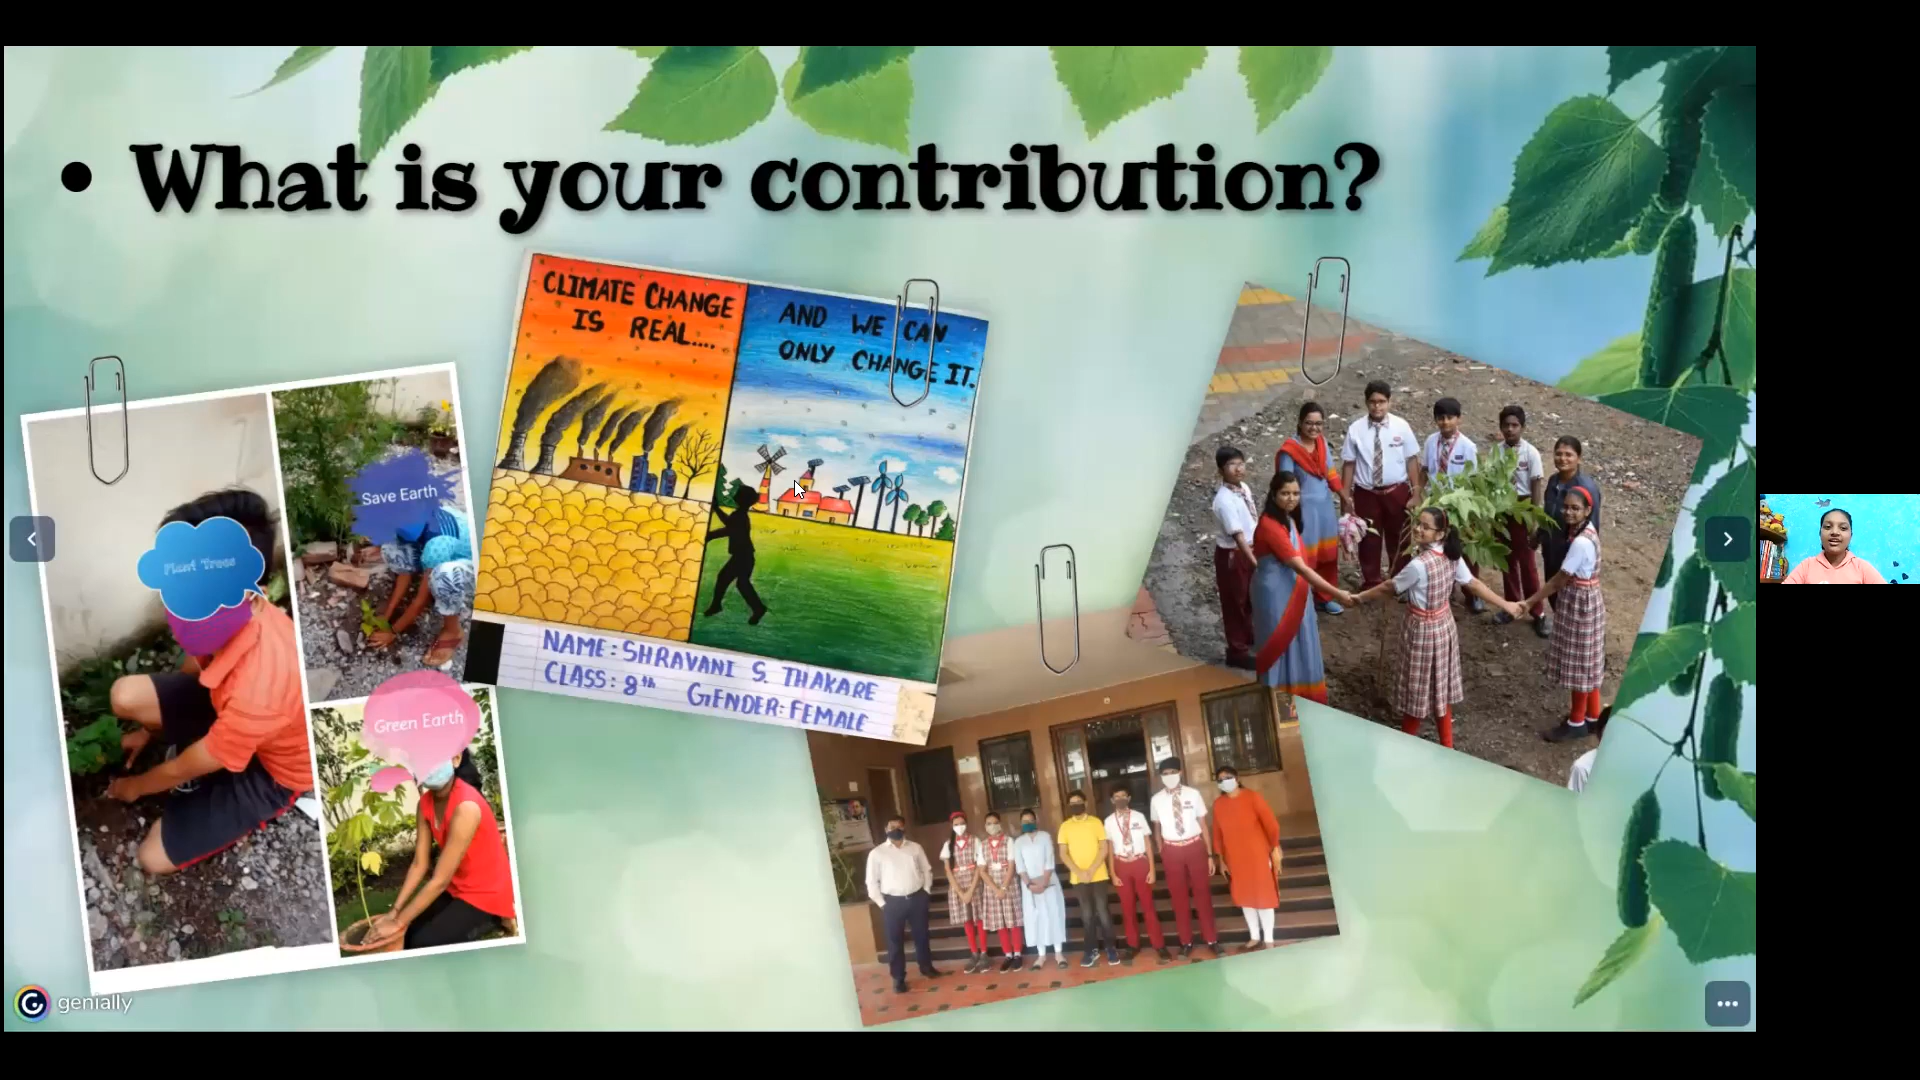 • What is your contribution?
CLIMATE CHANGE
IS REAL....
AND WE CAN
ONLY CHANGE IT.
Save Earth
Plant Trees
Green Earth
NAME: SHRAVANI S. THAKARE
CLASS: 8th GENDER: FEMALE
genially